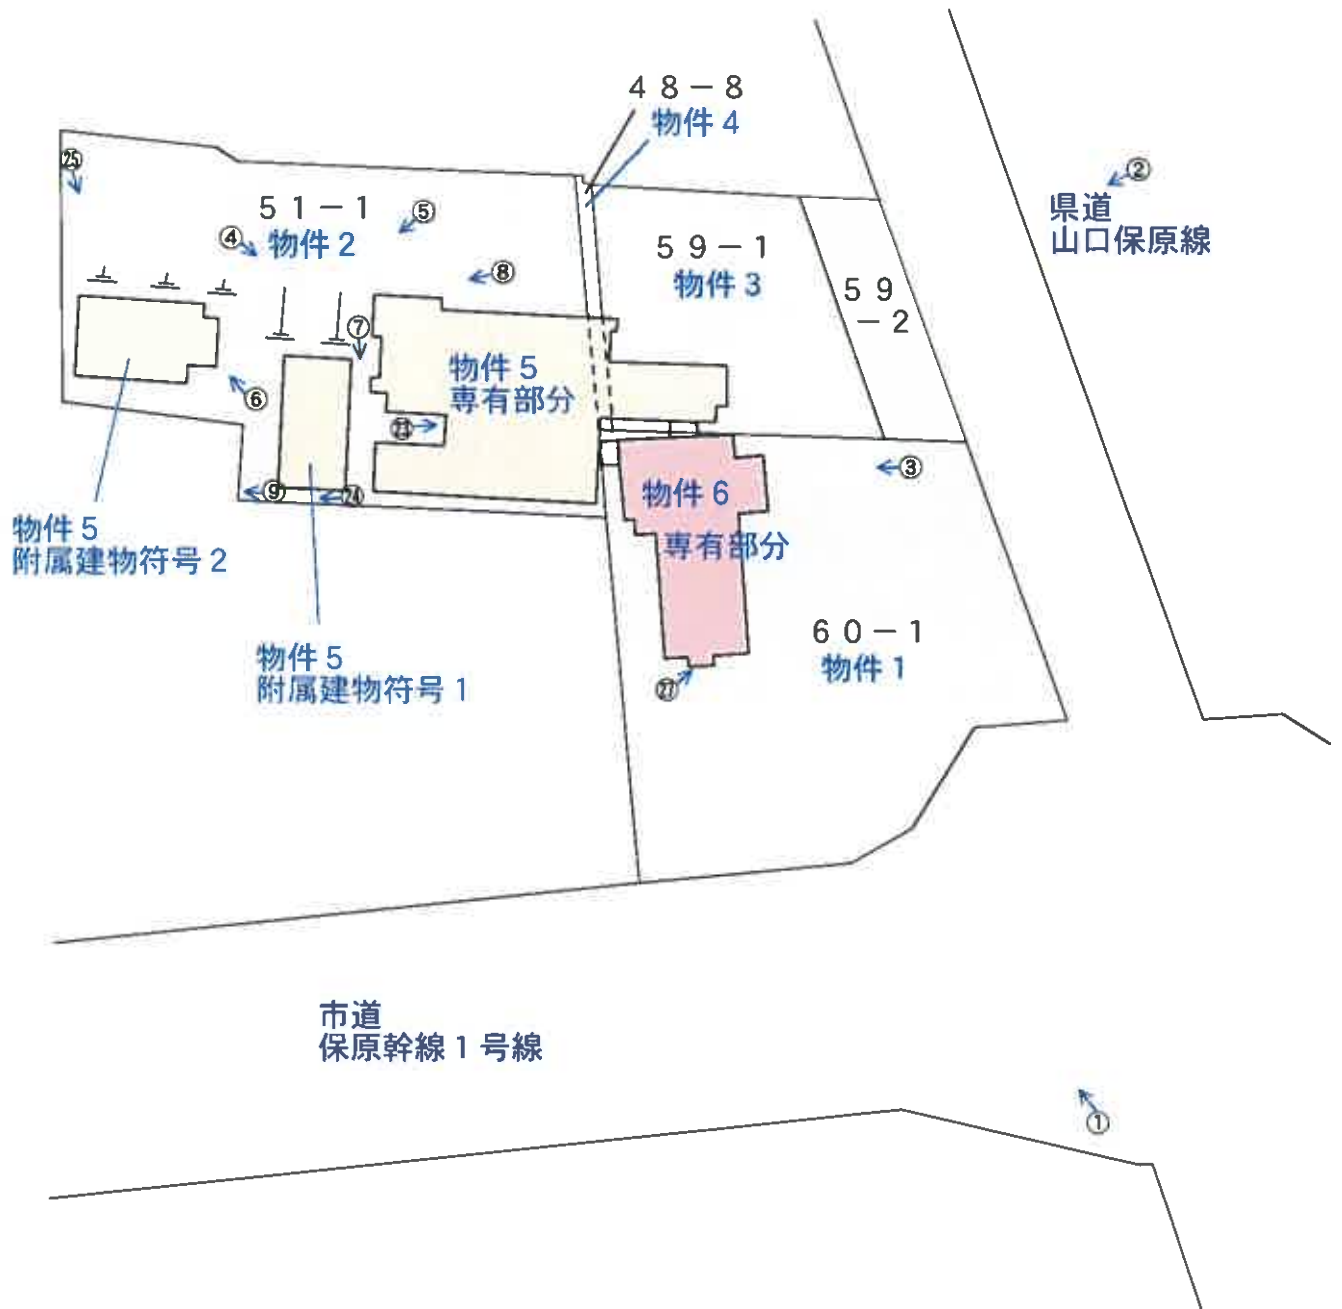 48-8
物件4
㉕
②
県道
山口保原線
51-1
物件2
④
⑤
⑧
59-1
物件3
59
-2
⑦
物件5
専有部分
⑥
㉓
③
⑨
㉔
物件6
専有部分
物件5
附属建物符号2
60-1
物件1
物件5
附属建物符号1
㉗
市道
保原幹線1号線
①